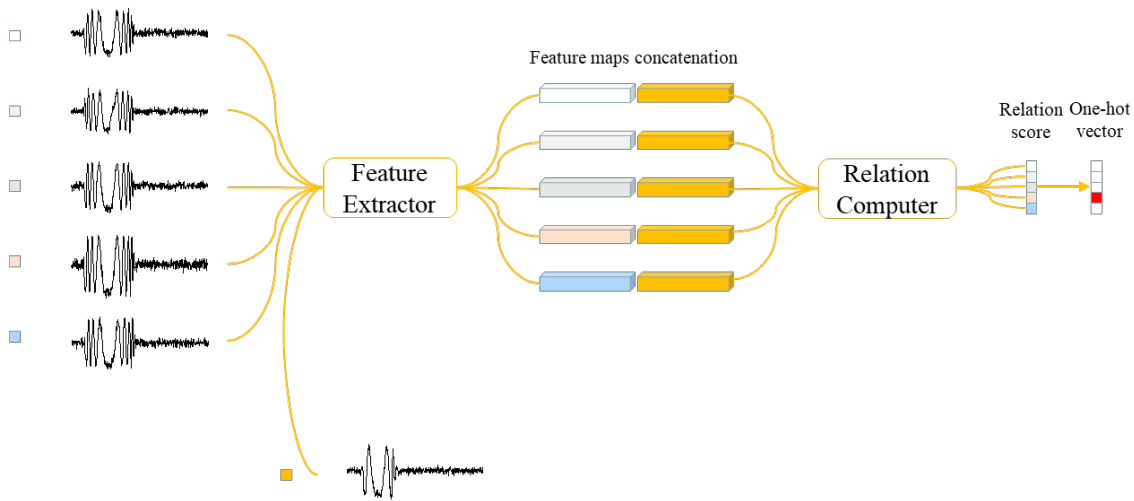 Feature maps concatenation
Feature
Extractor
Relation
Computer
Relation
score
One-hot
vector